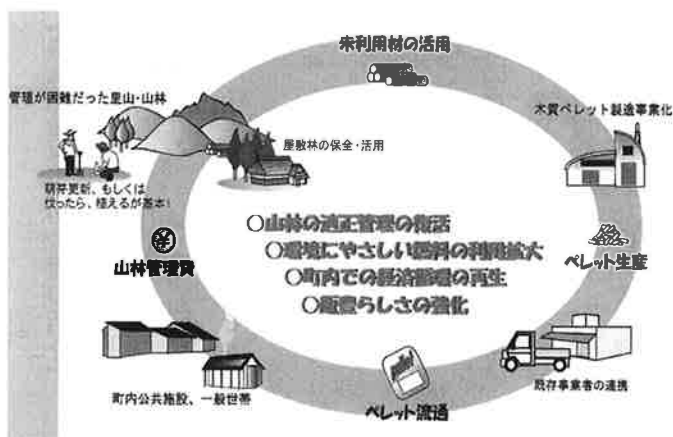 未利用材の活用
管理が困難だった里山・山林
木質ペレット製造事業化
屋敷林の保全・活用
萌芽更新、もしくは
伐ったら、植えるが基本!
○山林の適正管理の復活
○環境にやさしい燃料の利用拡大
○町内での経済循環の再生
○飯豊らしさの強化
¥
山林管理費
ペレット生産
pellet
町内公共施設、一般世帯
既存事業者の連携
ペレット流通